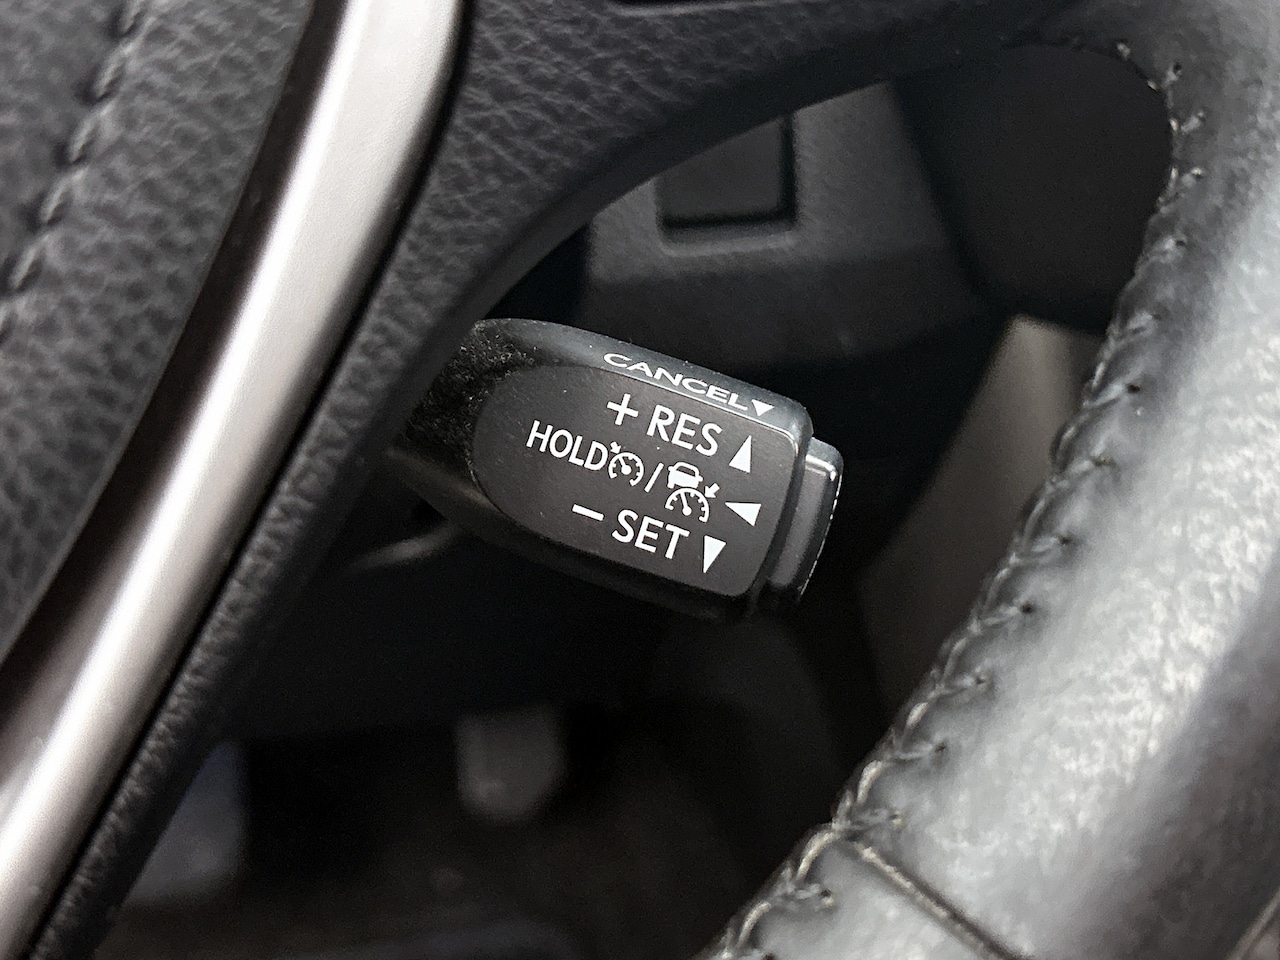 CANCEL▼
+ RES ▲
HOLD / ◀
− SET ▼